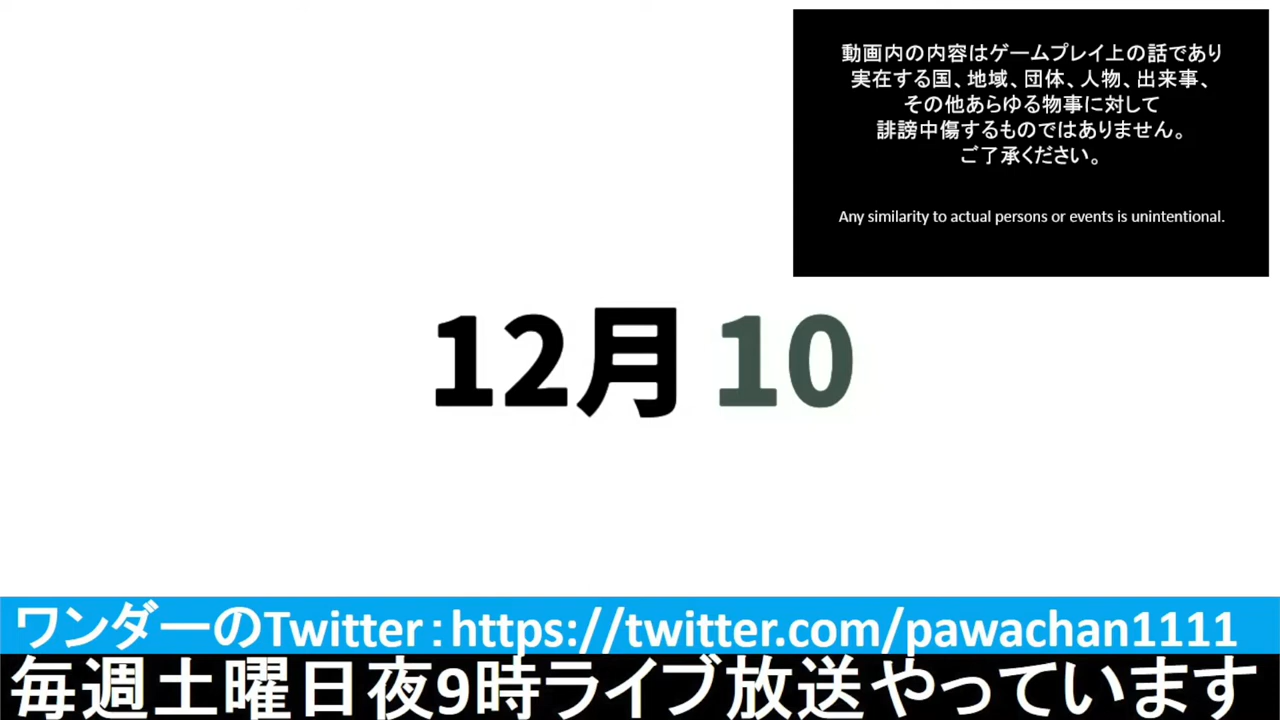 動画内の内容はゲームプレイ上の話であり
実在する国、地域、団体、人物、出来事、
その他あらゆる物事に対して
誹謗中傷するものではありません。
ご了承ください。
Any similarity to actual persons or events is unintentional.
12月 10
ワンダーのTwitter：https://twitter.com/pawachan1111
毎週土曜日夜9時ライブ放送やっています